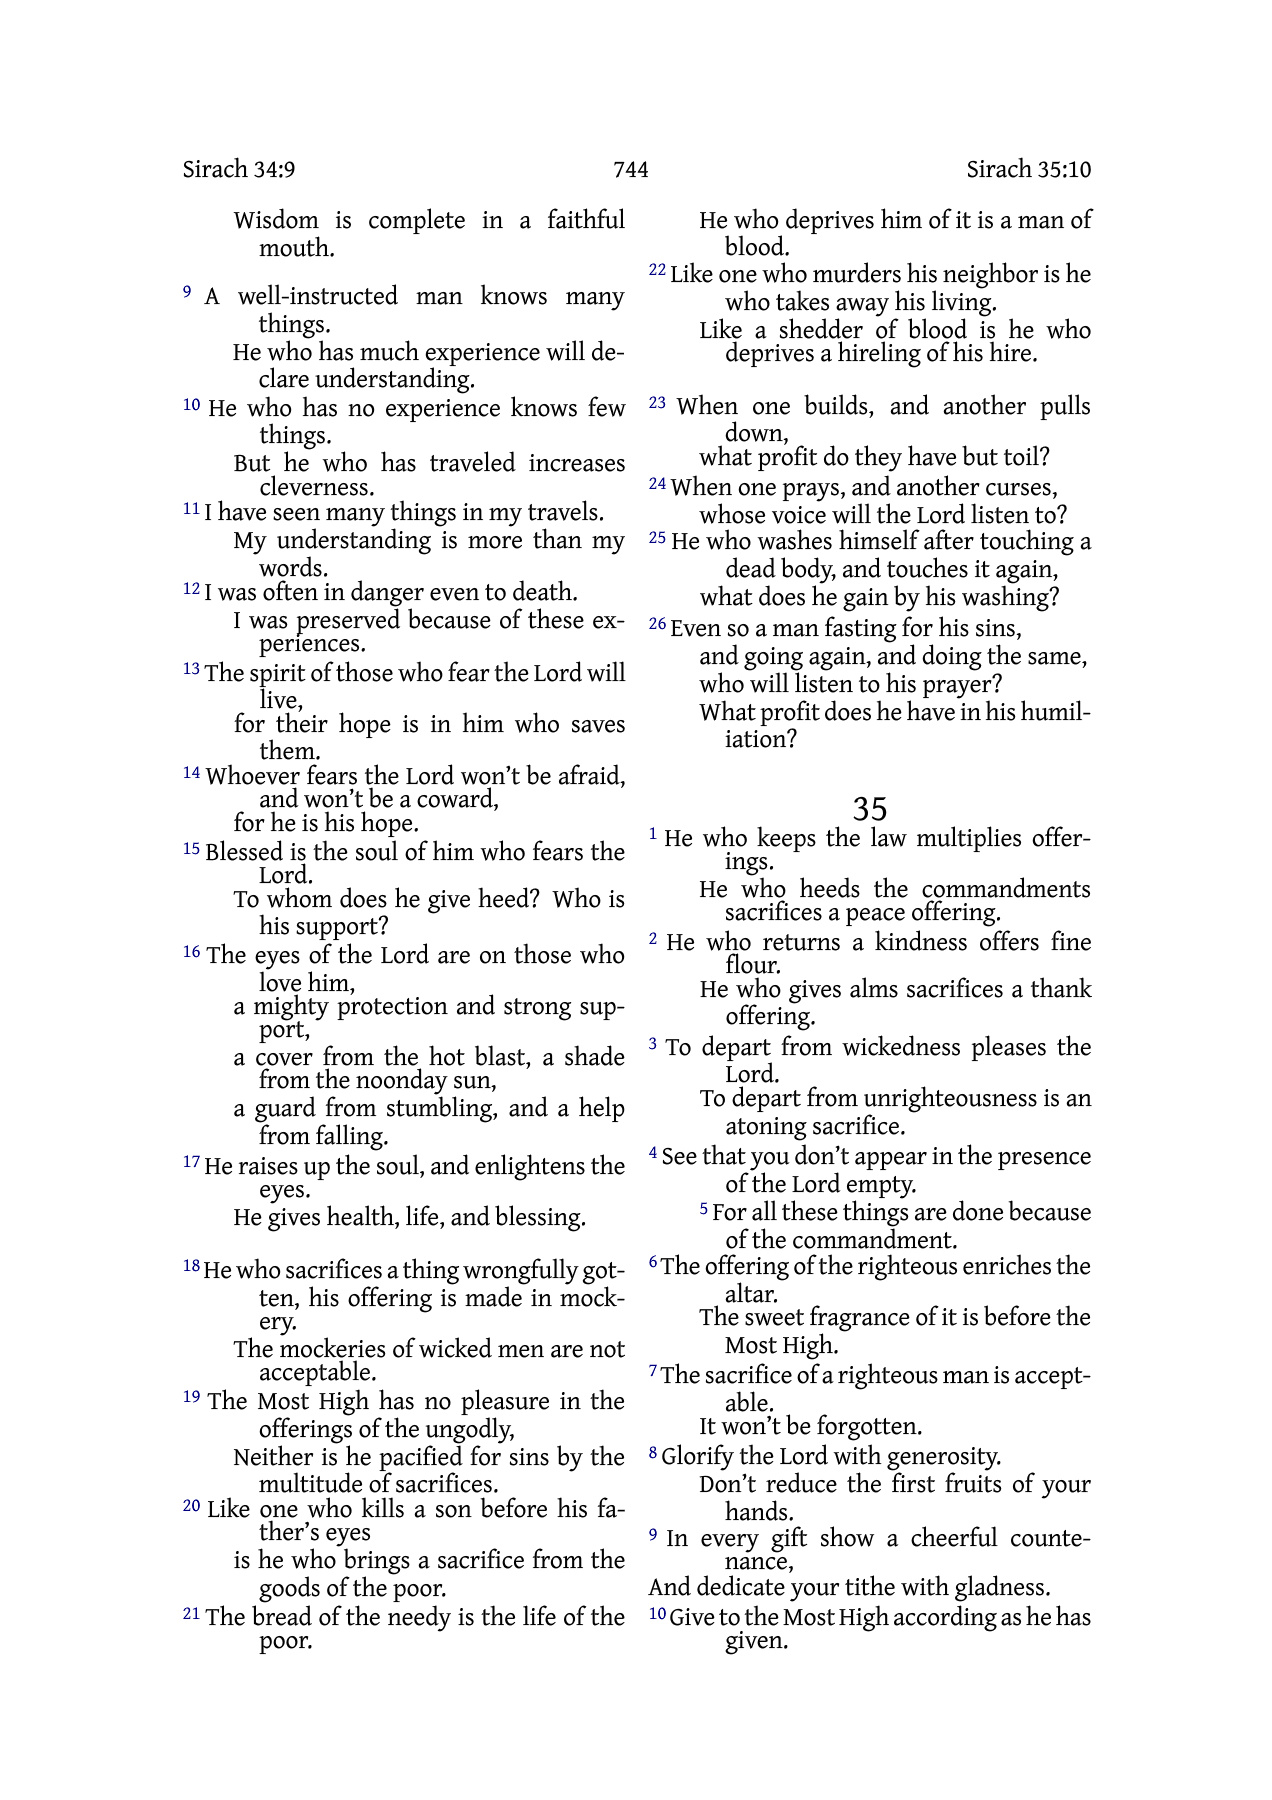 Sirach 34:9 744 Sirach 35:10
Wisdom is complete in a faithful
mouth.
9 A well-instructed man knows many
things.
He who has much experience will de-
clare understanding.
10 He who has no experience knows few
things.
But he who has traveled increases
cleverness.
11 I have seen many things in my travels.
My understanding is more than my
words.
12 I was often in danger even to death.
I was preserved because of these ex-
periences.
13 The spirit of those who fear the Lord will
live,
for their hope is in him who saves
them.
14 Whoever fears the Lord won’t be afraid,
and won’t be a coward,
for he is his hope.
15 Blessed is the soul of him who fears the
Lord.
To whom does he give heed? Who is
his support?
16 The eyes of the Lord are on those who
love him,
a mighty protection and strong sup-
port,
a cover from the hot blast, a shade
from the noonday sun,
a guard from stumbling, and a help
from falling.
17 He raises up the soul, and enlightens the
eyes.
He gives health, life, and blessing.
18 He who sacrifices a thing wrongfully got-
ten, his offering is made in mock-
ery.
The mockeries of wicked men are not
acceptable.
19 The Most High has no pleasure in the
offerings of the ungodly,
Neither is he pacified for sins by the
multitude of sacrifices.
20 Like one who kills a son before his fa-
ther’s eyes
is he who brings a sacrifice from the
goods of the poor.
21 The bread of the needy is the life of the
poor.
He who deprives him of it is a man of
blood.
22 Like one who murders his neighbor is he
who takes away his living.
Like a shedder of blood is he who
deprives a hireling of his hire.
23 When one builds, and another pulls
down,
what profit do they have but toil?
24 When one prays, and another curses,
whose voice will the Lord listen to?
25 He who washes himself after touching a
dead body, and touches it again,
what does he gain by his washing?
26 Even so a man fasting for his sins,
and going again, and doing the same,
who will listen to his prayer?
What profit does he have in his humil-
iation?
35
1 He who keeps the law multiplies offer-
ings.
He who heeds the commandments
sacrifices a peace offering.
2 He who returns a kindness offers fine
flour.
He who gives alms sacrifices a thank
offering.
3 To depart from wickedness pleases the
Lord.
To depart from unrighteousness is an
atoning sacrifice.
4 See that you don’t appear in the presence
of the Lord empty.
5 For all these things are done because
of the commandment.
6 The offering of the righteous enriches the
altar.
The sweet fragrance of it is before the
Most High.
7 The sacrifice of a righteous man is accept-
able.
It won’t be forgotten.
8 Glorify the Lord with generosity.
Don’t reduce the first fruits of your
hands.
9 In every gift show a cheerful counte-
nance,
And dedicate your tithe with gladness.
10 Give to the Most High according as he has
given.